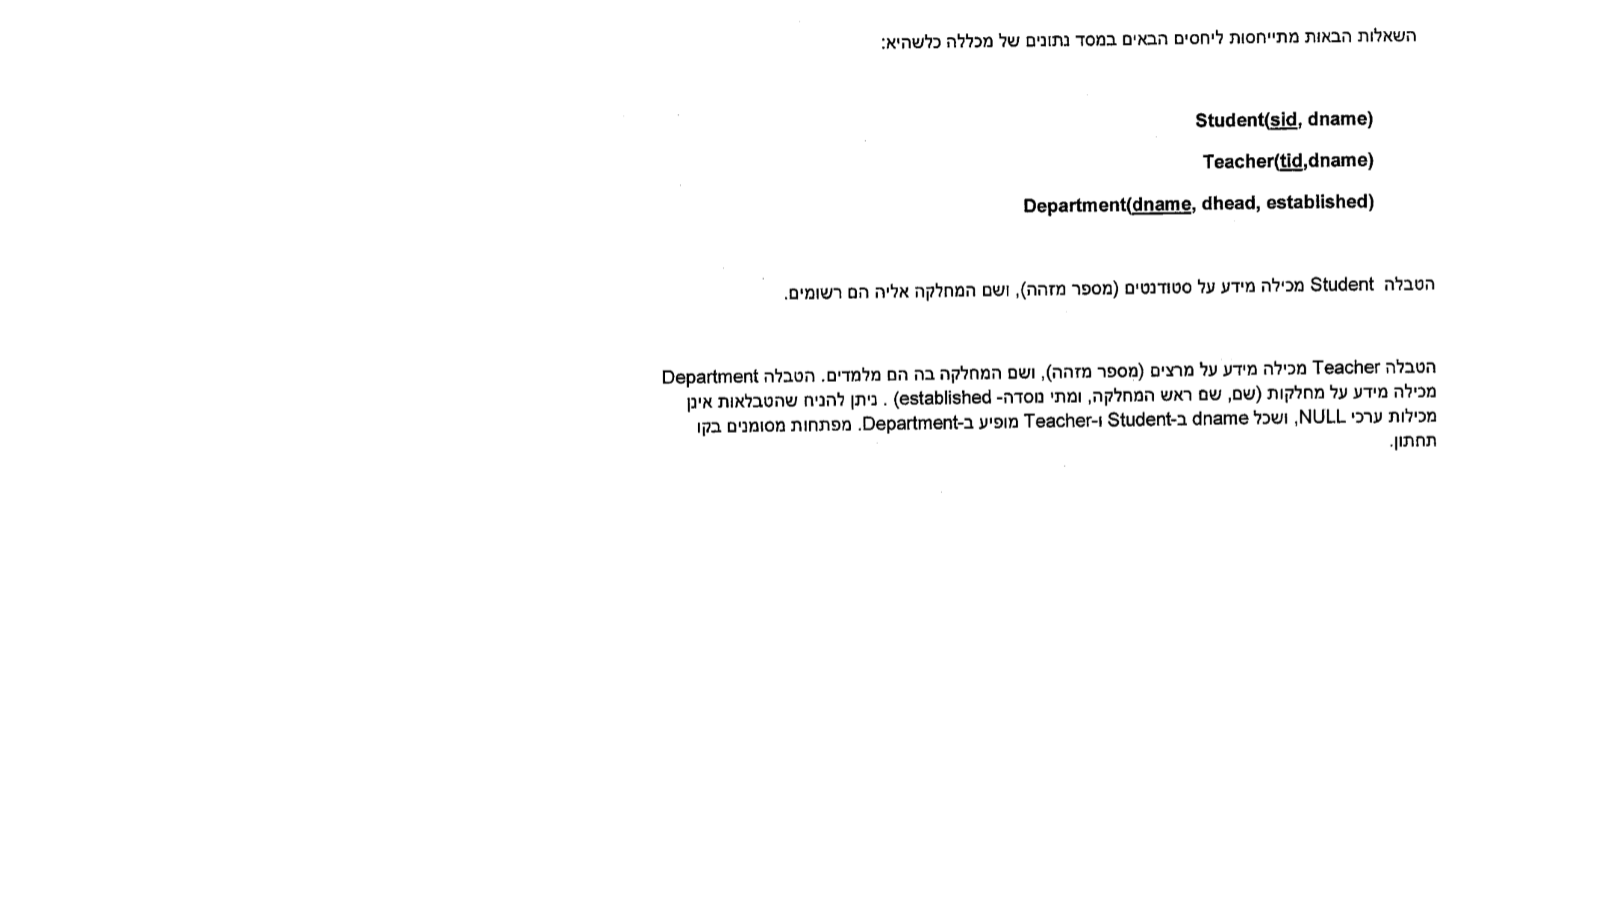 השאלות הבאות מתייחסות ליחסים הבאים במסד נתונים של מכללה כלשהיא:
Student(sid, dname)
Teacher(tid,dname)
Department(dname, dhead, established)
הטבלה Student מכילה מידע על סטודנטים (מספר מזהה), ושם המחלקה אליה הם רשומים.
הטבלה Teacher מכילה מידע על מרצים (מספר מזהה), ושם המחלקה בה הם מלמדים. הטבלה Department
מכילה מידע על מחלקות (שם, שם ראש המחלקה, ומתי נוסדה- established) . ניתן להניח שהטבלאות אינן
מכילות ערכי NULL, ושכל dname ב-Student ו-Teacher מופיע ב-Department. מפתחות מסומנים בקו
תחתון.